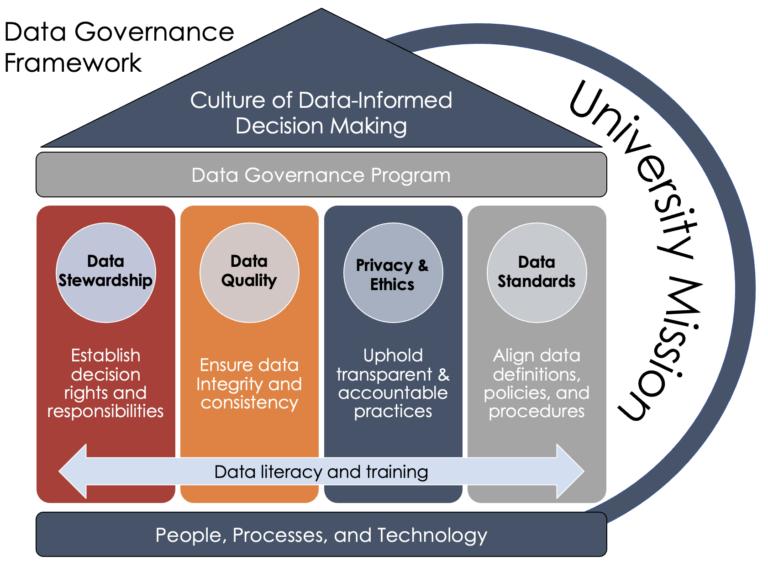 Data Governance
Framework
Culture of Data-Informed
Decision Making
Data Governance Program
Data
Stewardship
Establish
decision
rights and
responsibilities
Data
Quality
Ensure data
Integrity and
consistency
Privacy &
Ethics
Uphold
transparent &
accountable
practices
Data
Standards
Align data
definitions,
policies, and
procedures
Data literacy and training
People, Processes, and Technology
University Mission